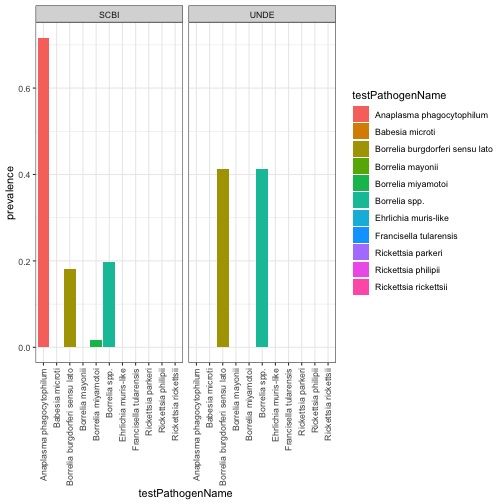 SCBI
UNDE
prevalence
0.6
0.4
0.2
0.0
Anaplasma phagocytophilum
Babesia microti
Borrelia burgdorferi sensu lato
Borrelia mayonii
Borrelia miyamotoi
Borrelia spp.
Ehrlichia muris-like
Francisella tularensis
Rickettsia parkeri
Rickettsia philipii
Rickettsia rickettsii
Anaplasma phagocytophilum
Babesia microti
Borrelia burgdorferi sensu lato
Borrelia mayonii
Borrelia miyamotoi
Borrelia spp.
Ehrlichia muris-like
Francisella tularensis
Rickettsia parkeri
Rickettsia philipii
Rickettsia rickettsii
testPathogenName
testPathogenName
Anaplasma phagocytophilum
Babesia microti
Borrelia burgdorferi sensu lato
Borrelia mayonii
Borrelia miyamotoi
Borrelia spp.
Ehrlichia muris-like
Francisella tularensis
Rickettsia parkeri
Rickettsia philipii
Rickettsia rickettsii